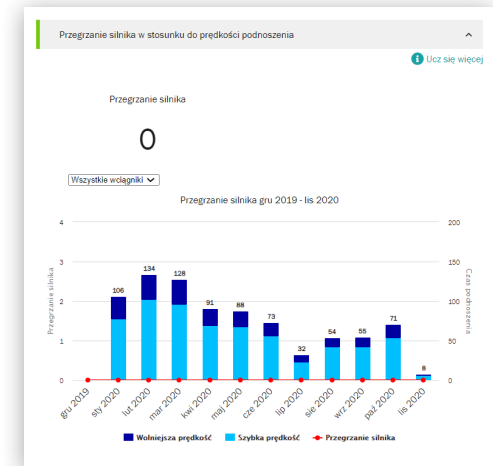 Przegrzanie silnika w stosunku do prędkości podnoszenia
Ucz się więcej
Przegrzanie silnika
0
Wszystkie wciągniki
Przegrzanie silnika gru 2019 - lis 2020
4 200
3 150
2 100
1 50
0 0
Przegrzanie silnika
Czas podnoszenia
106 134 128 91 88 73 32 54 55 71 8
gru 2019 sty 2020 lut 2020 mar 2020 kwi 2020 maj 2020 cze 2020 lip 2020 sie 2020 wrz 2020 paź 2020 lis 2020
Wolniejsza prędkość Szybka prędkość Przegrzanie silnika